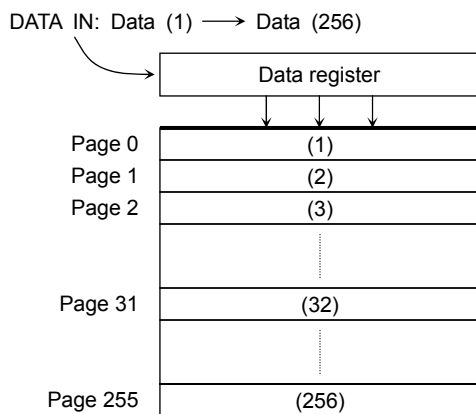 DATA IN: Data (1) → Data (256)
Data register
Page 0 (1)
Page 1 (2)
Page 2 (3)
Page 31 (32)
Page 255 (256)